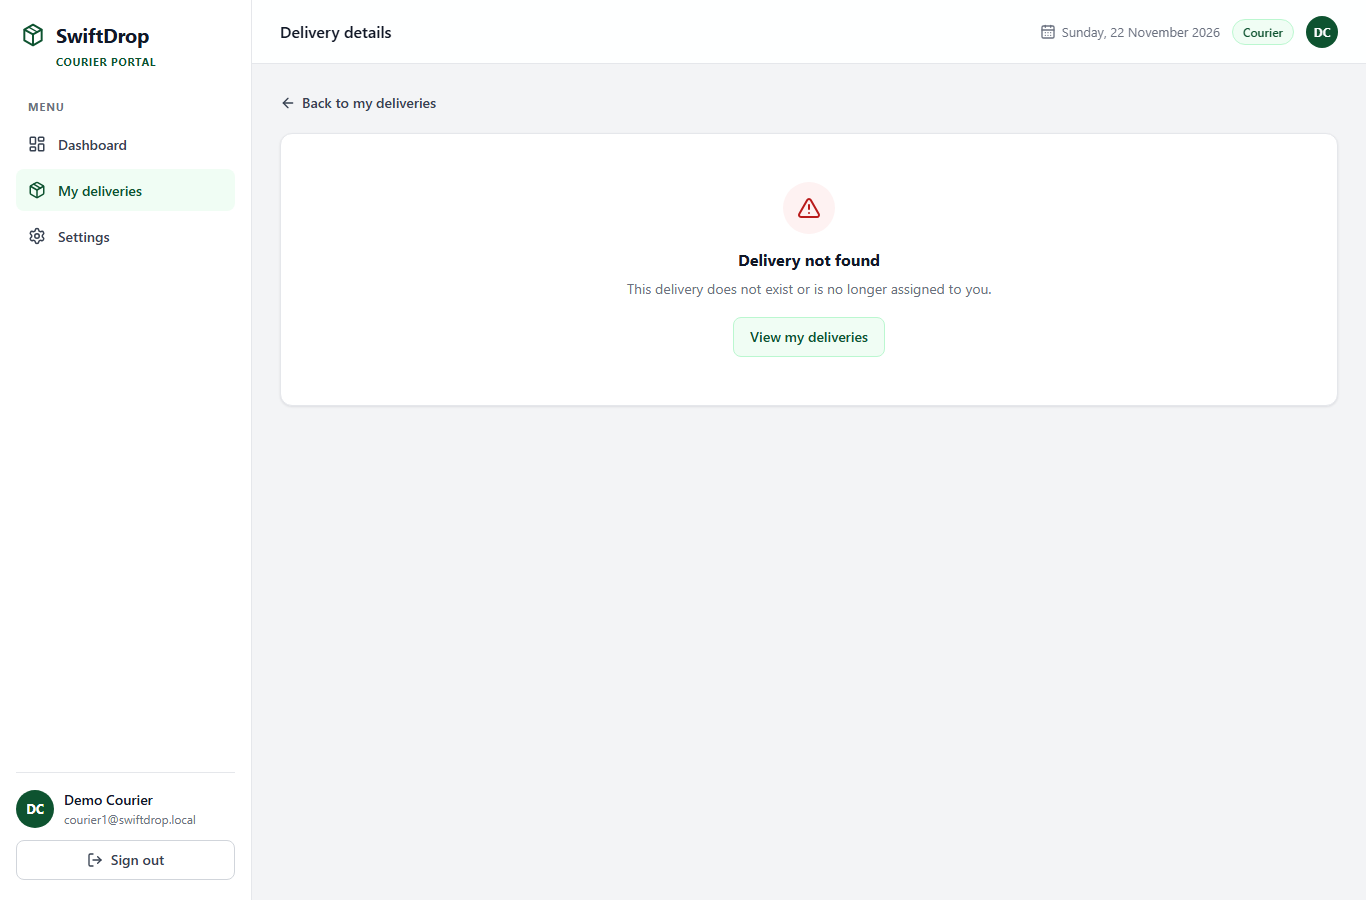 SwiftDrop
COURIER PORTAL
MENU
Dashboard
My deliveries
Settings
DC
Demo Courier
courier1@swiftdrop.local
Sign out
Delivery details
Sunday, 22 November 2026
Courier
DC
Back to my deliveries
Delivery not found
This delivery does not exist or is no longer assigned to you.
View my deliveries